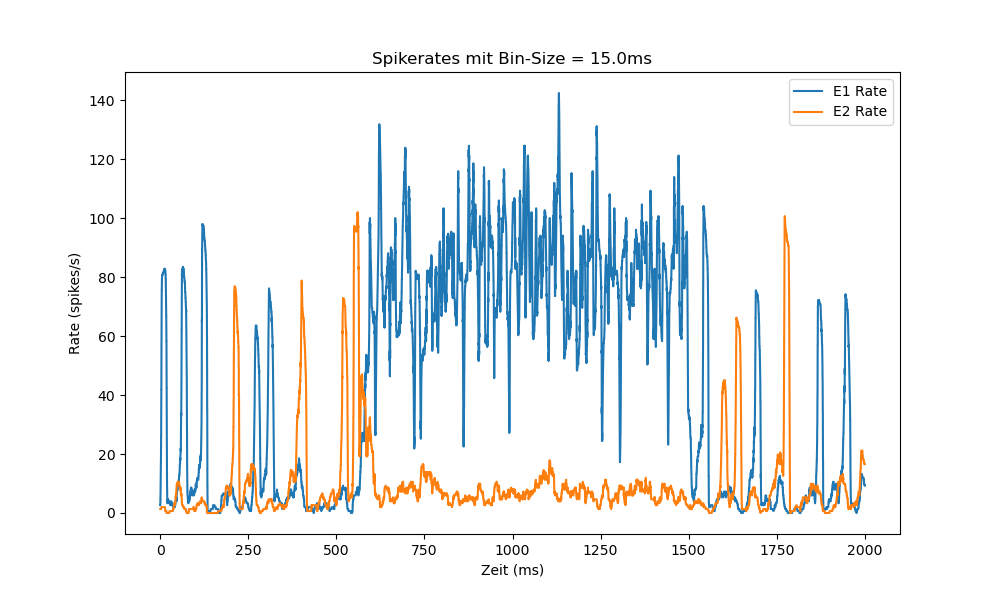 Spikerates mit Bin-Size = 15.0ms
E1 Rate
E2 Rate
140
120
100
80
60
40
20
0
Rate (spikes/s)
0 250 500 750 1000 1250 1500 1750 2000
Zeit (ms)